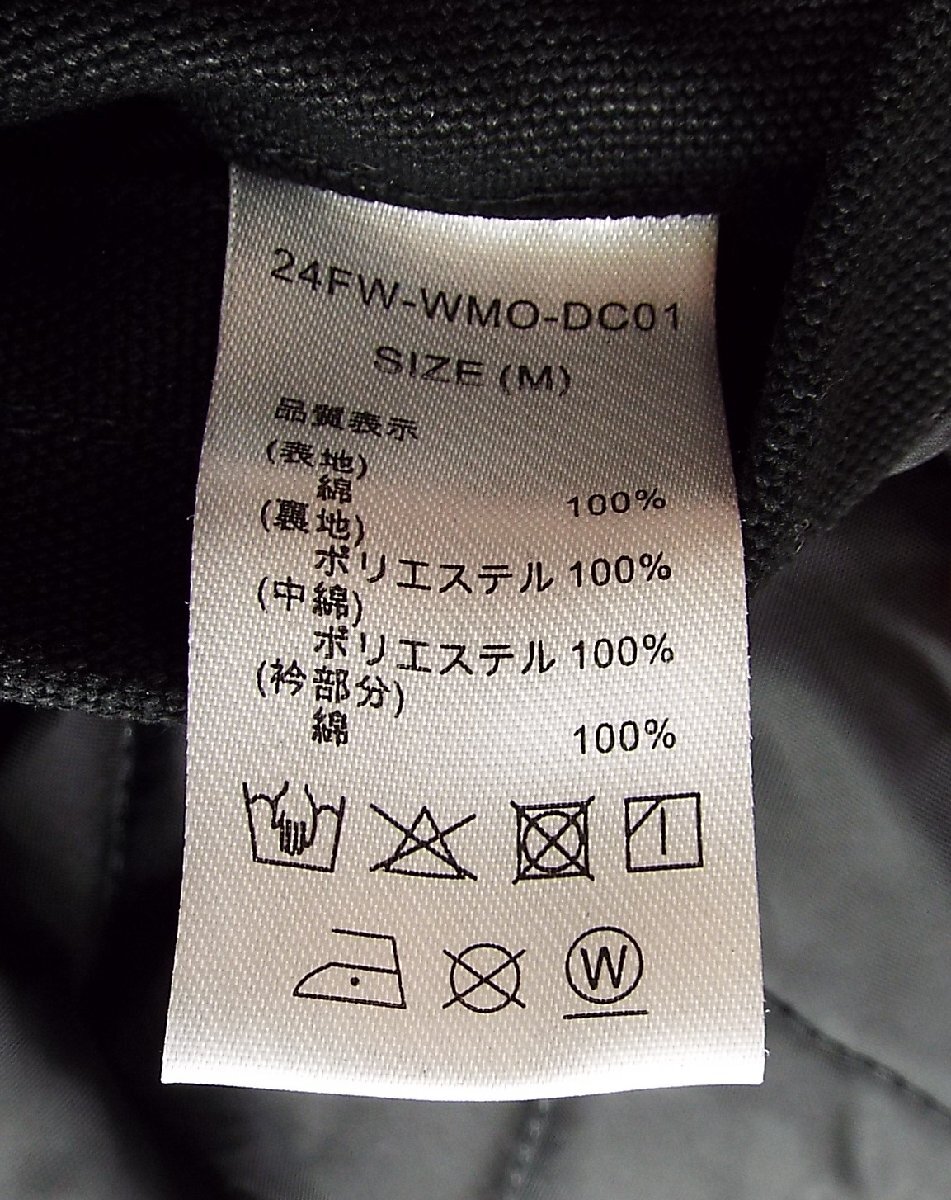 24FW-WMO-DC01
SIZE (M)
品質表示
(表地)
綿 100%
(裏地)
ポリエステル 100%
(中綿)
ポリエステル 100%
(衿部分)
綿 100%
W